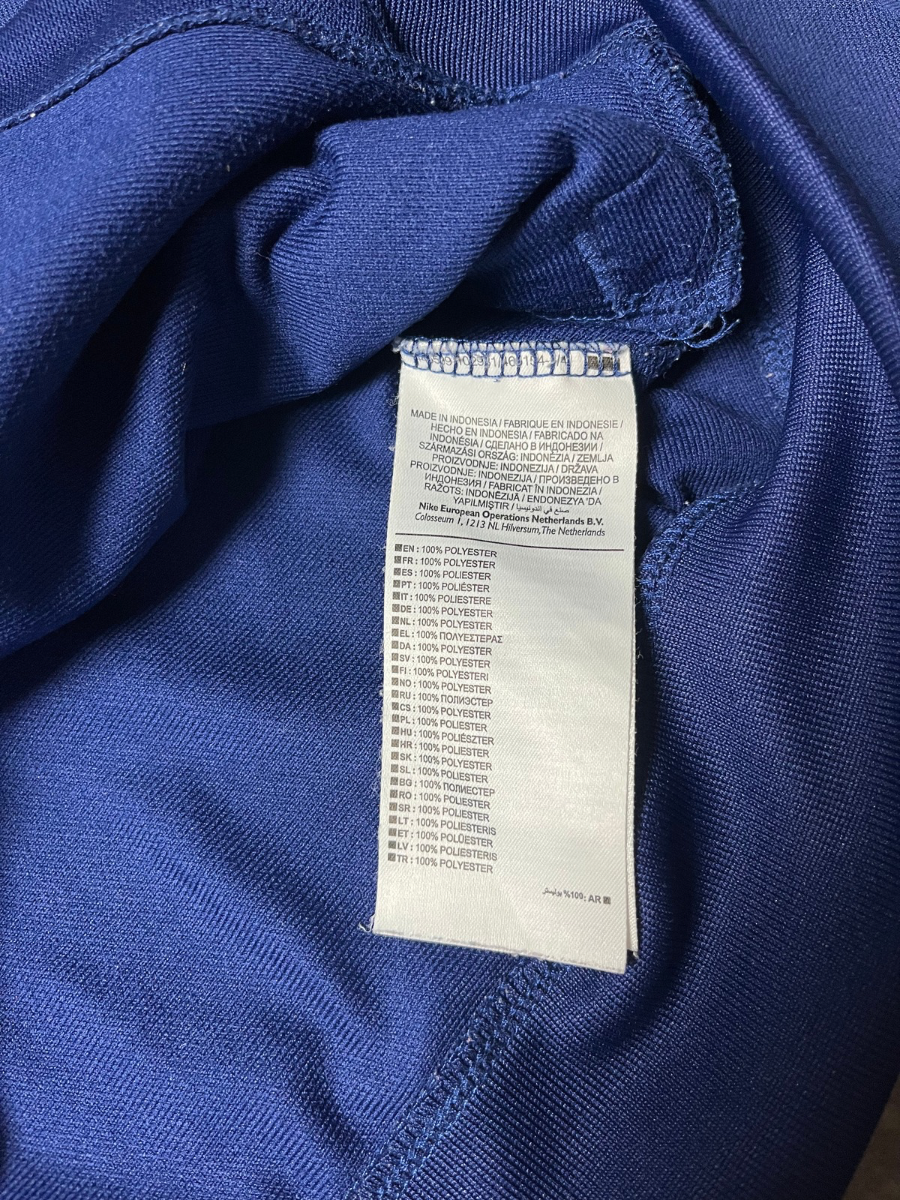 MADE IN INDONESIA / FABRIQUE EN INDONESIE /
HECHO EN INDONESIA / FABRICADO NA
INDONÉSIA / СДЕЛАНО В ИНДОНЕЗИИ /
SZÁRMAZÁSI ORSZÁG: INDONÉZIA / ZEMLJA
PROIZVODNJE: INDONEZIJA / DRŽAVA
PROIZVODNJE: INDONEZIJA / ПРОИЗВЕДЕНО В
ИНДОНЕЗИЯ / FABRICAT ÎN INDONEZIA /
RAŽOTS: INDONĒZIJĀ / ENDONEZYA 'DA
YAPILMIŞTIR / صنع في اندونيسيا
Nike European Operations Netherlands B.V.
Colosseum 1, 1213 NL Hilversum, The Netherlands
EN : 100% POLYESTER
FR : 100% POLYESTER
ES : 100% POLIESTER
PT : 100% POLIÉSTER
IT : 100% POLIESTERE
DE : 100% POLYESTER
NL : 100% POLYESTER
EL : 100% ΠΟΛΥΕΣΤΕΡΑΣ
DA : 100% POLYESTER
SV : 100% POLYESTER
FI : 100% POLYESTERI
NO : 100% POLYESTER
RU : 100% ПОЛИЭСТЕР
CS : 100% POLYESTER
PL : 100% POLIESTER
HU : 100% POLIÉSZTER
HR : 100% POLIESTER
SK : 100% POLYESTER
SL : 100% POLIESTER
BG : 100% ПОЛИЕСТЕР
RO : 100% POLIESTER
SR : 100% POLIESTER
LT : 100% POLIESTERIS
ET : 100% POLÜESTER
LV : 100% POLIESTERIS
TR : 100% POLYESTER
AR :100% بوليستر